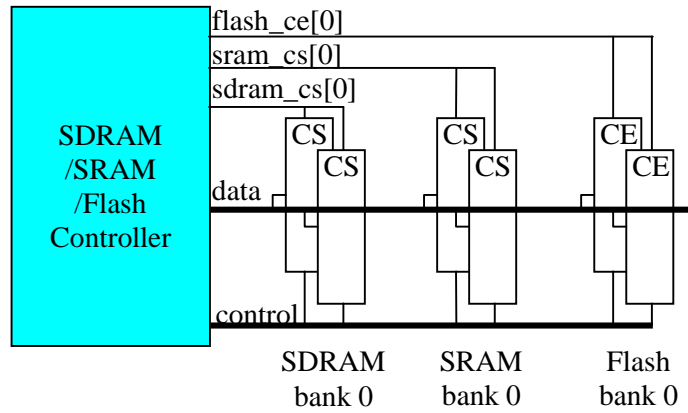 flash_ce[0]
sram_cs[0]
sdram_cs[0]
SDRAM
/SRAM
/Flash
Controller
CS
CS
CS
CS
CE
CE
data
control
SDRAM
bank 0
SRAM
bank 0
Flash
bank 0